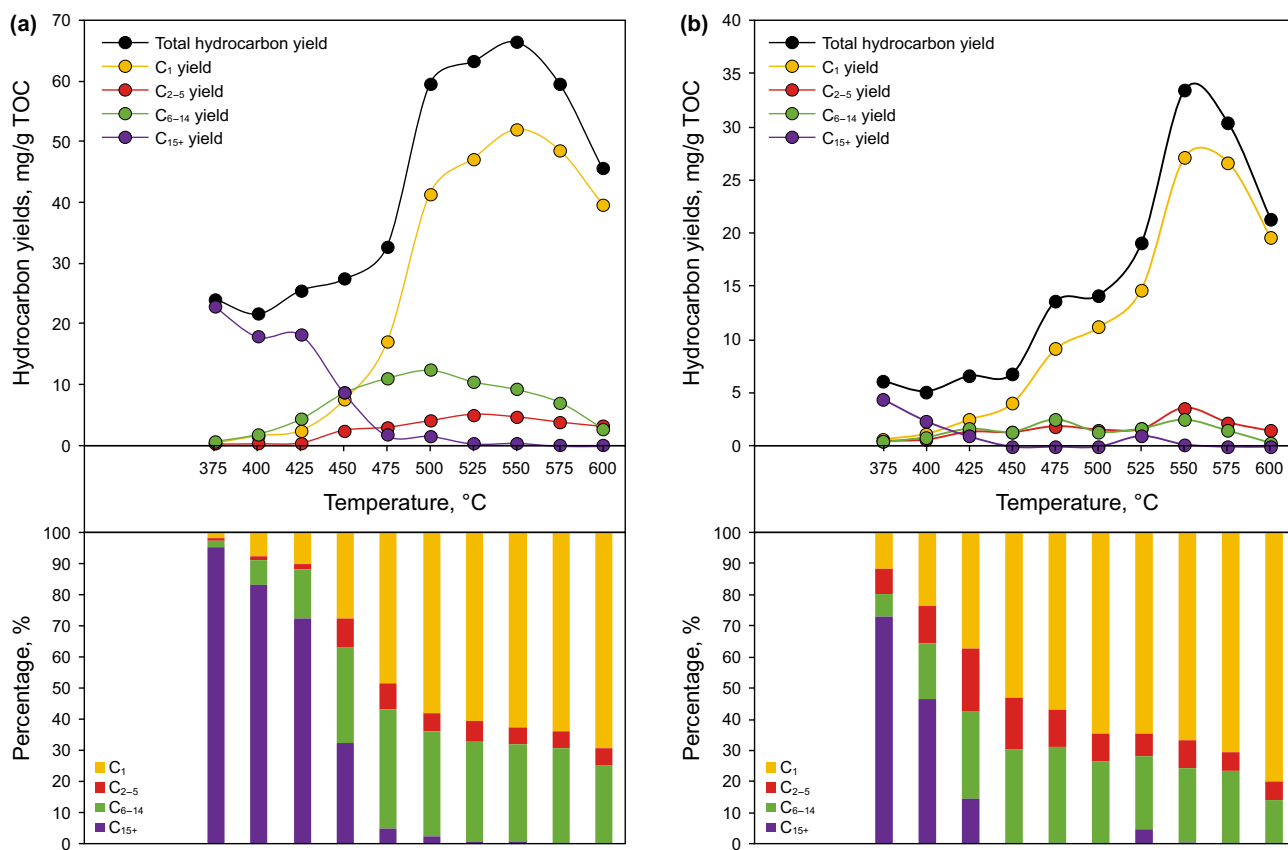 (a)
Hydrocarbon yields, mg/g TOC
70
60
50
40
30
20
10
0
Total hydrocarbon yield
C₁ yield
C₂₋₅ yield
C₆₋₁₄ yield
C₁₅₊ yield
375 400 425 450 475 500 525 550 575 600
Temperature, °C
Percentage, %
100
90
80
70
60
50
40
30
20
10
0
C₁
C₂₋₅
C₆₋₁₄
C₁₅₊
(b)
Hydrocarbon yields, mg/g TOC
40
35
30
25
20
15
10
5
0
Total hydrocarbon yield
C₁ yield
C₂₋₅ yield
C₆₋₁₄ yield
C₁₅₊ yield
375 400 425 450 475 500 525 550 575 600
Temperature, °C
Percentage, %
100
90
80
70
60
50
40
30
20
10
0
C₁
C₂₋₅
C₆₋₁₄
C₁₅₊